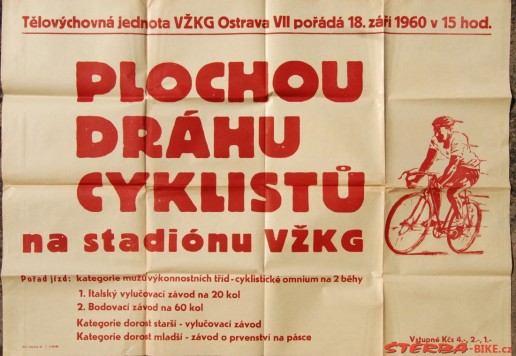 Tělovýchovná jednota VŽKG Ostrava VII pořádá 18. září 1960 v 15 hod.
PLOCHOU
DRÁHU
CYKLISTŮ
na stadiónu VŽKG
Pořad jízd: kategorie mužů výkonnostních tříd - cyklistické omnium na 2 běhy
1. Italský vylučovací závod na 20 kol
2. Bodovací závod na 60 kol
Kategorie dorost starší - vylučovací závod
Kategorie dorost mladší - závod o prvenství na pásce
Vstupné Kčs 4,-, 2,-, 1,-
STERBA-BIKE.cz